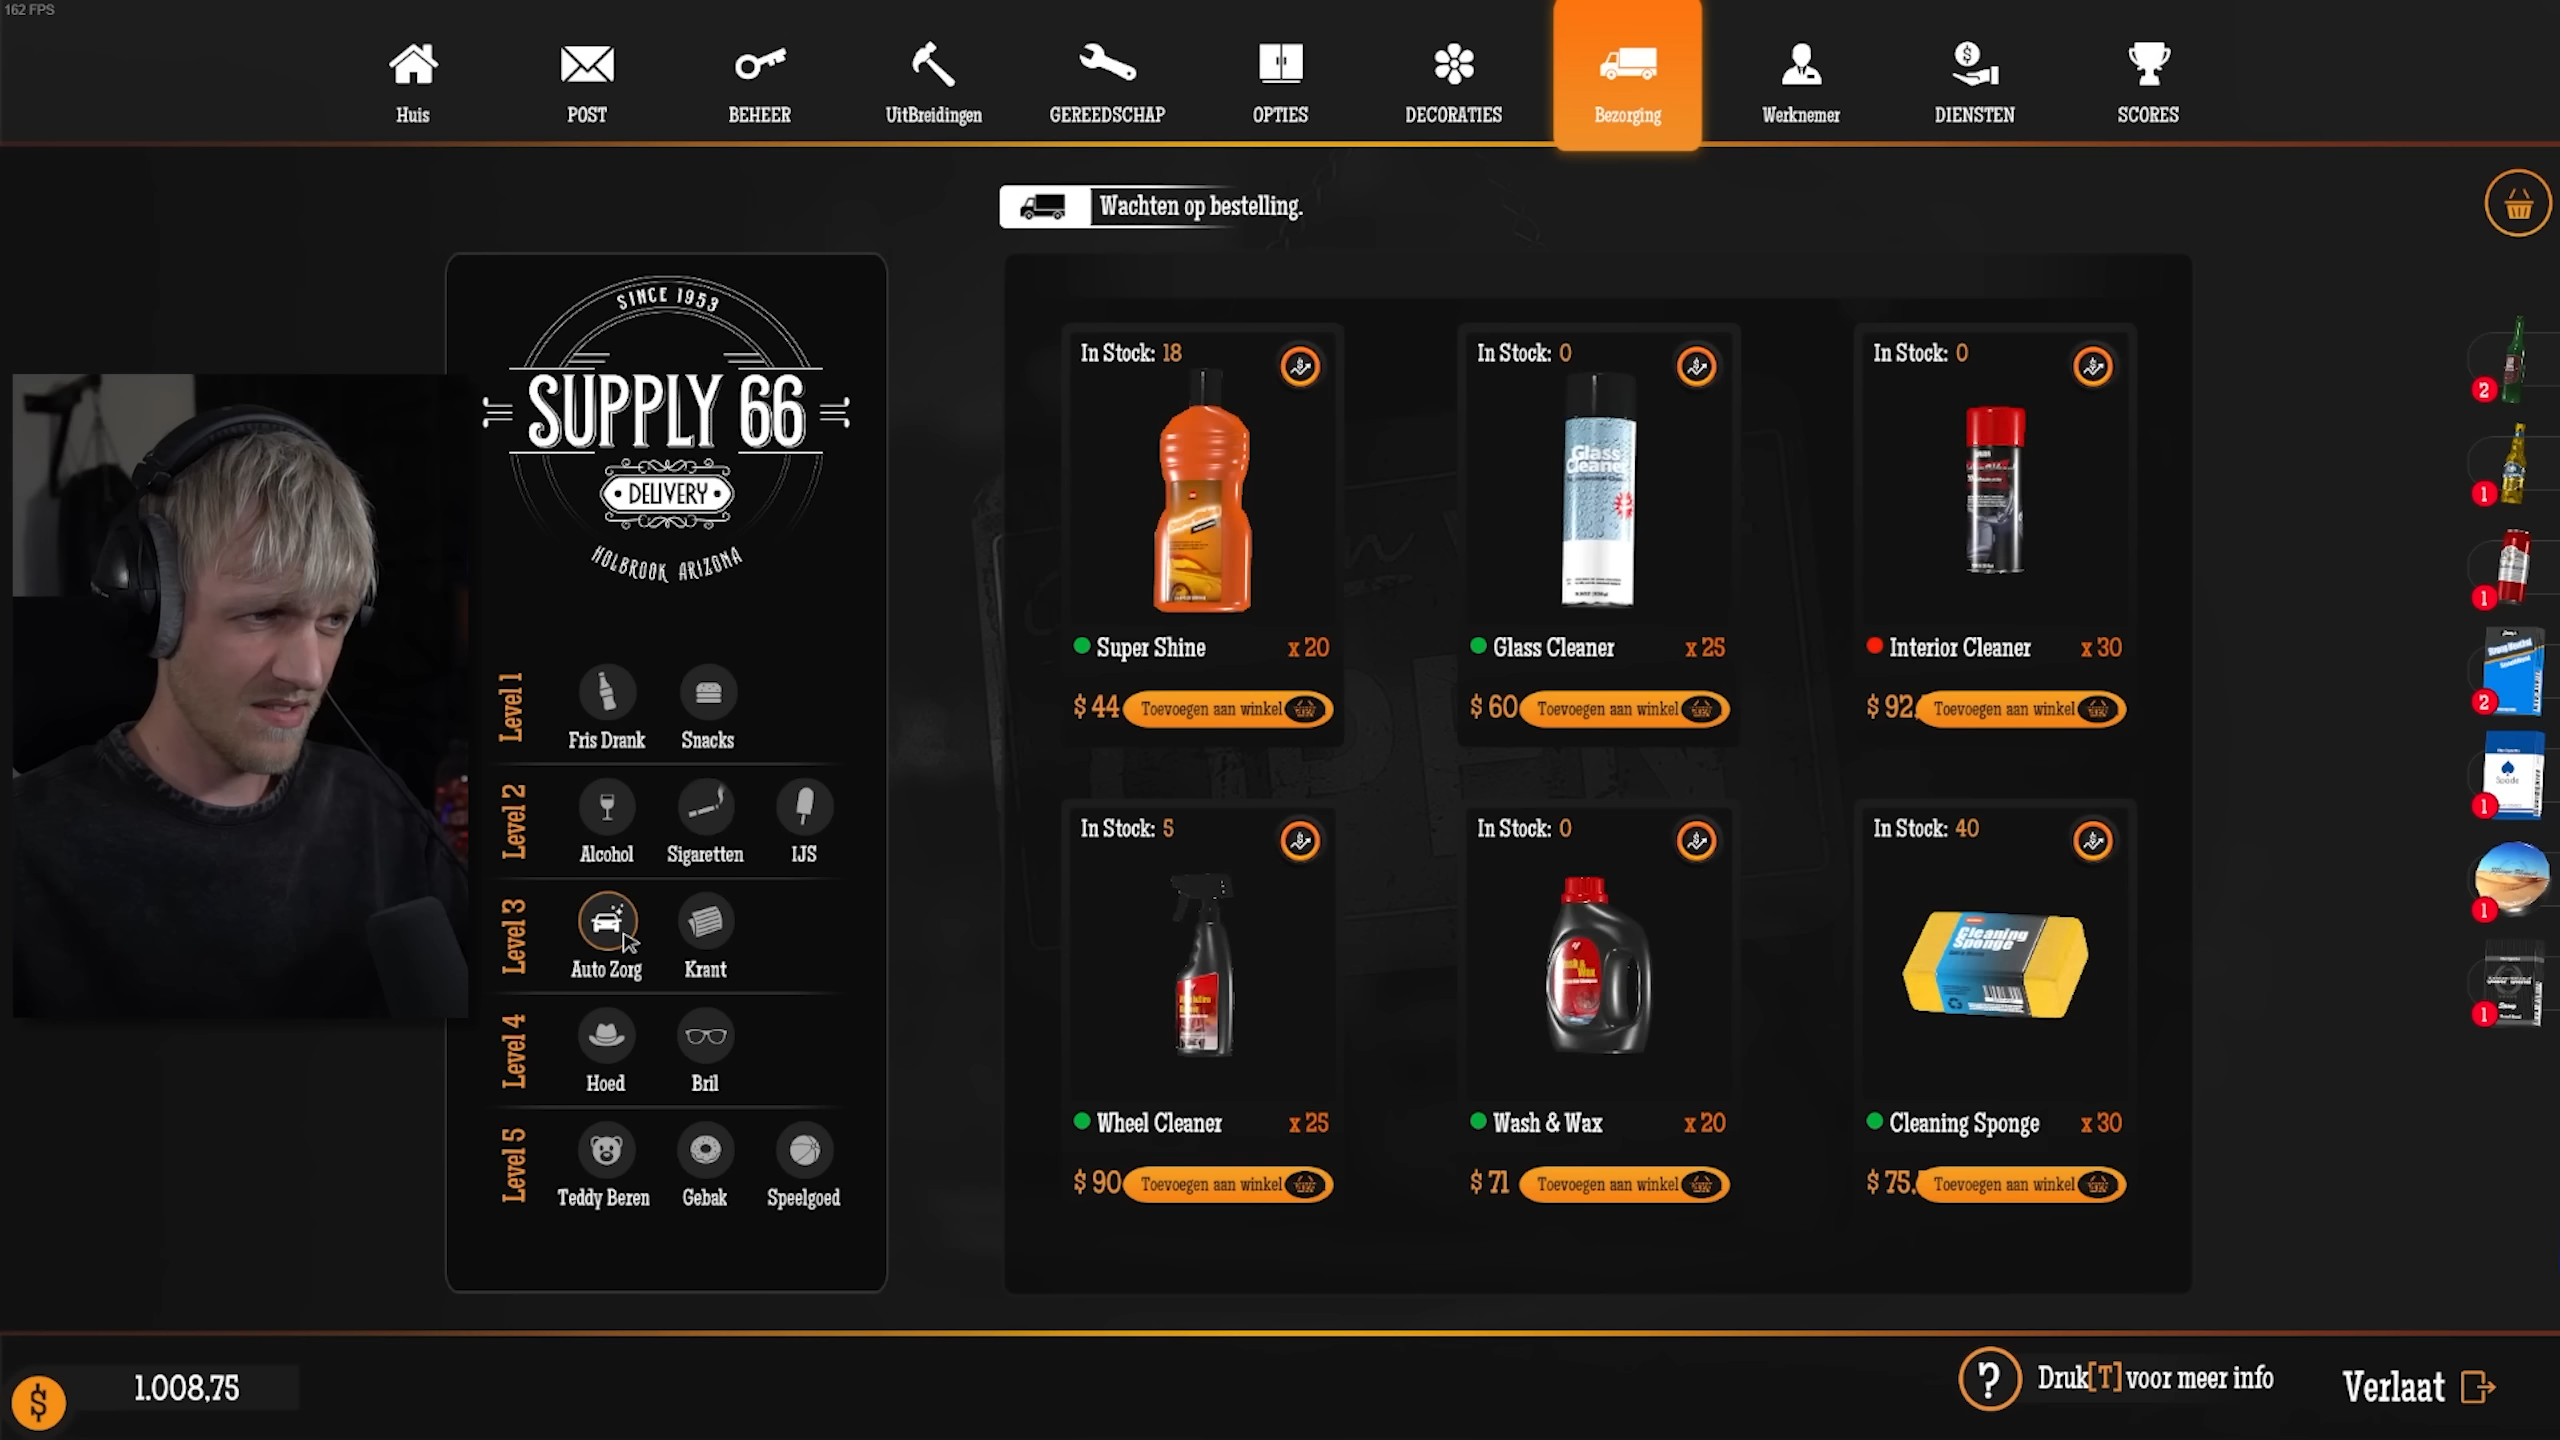 162 FPS
Huis
POST
BEHEER
UitBreidingen
GEREEDSCHAP
OPTIES
DECORATIES
Bezorging
Werknemer
DIENSTEN
SCORES
Wachten op bestelling.
SINCE 1953
SUPPLY 66
• DELIVERY •
HOLBROOK, ARIZONA
Level 1
Fris Drank
Snacks
Level 2
Alcohol
Sigaretten
IJS
Level 3
Auto Zorg
Krant
Level 4
Hoed
Bril
Level 5
Teddy Beren
Gebak
Speelgoed
In Stock: 18
Super Shine x 20
$ 44 Toevoegen aan winkel
In Stock: 0
Glass Cleaner
Glass Cleaner x 25
$ 60 Toevoegen aan winkel
In Stock: 0
Interior Cleaner x 30
$ 92, Toevoegen aan winkel
In Stock: 5
Wheel Cleaner x 25
$ 90 Toevoegen aan winkel
In Stock: 0
Wash & Wax
Wash & Wax x 20
$ 71 Toevoegen aan winkel
In Stock: 40
Cleaning Sponge
Cleaning Sponge x 30
$ 75, Toevoegen aan winkel
2
1
1
2
Spade
1
1
1
$ 1.008,75
? Druk[T] voor meer info
Verlaat